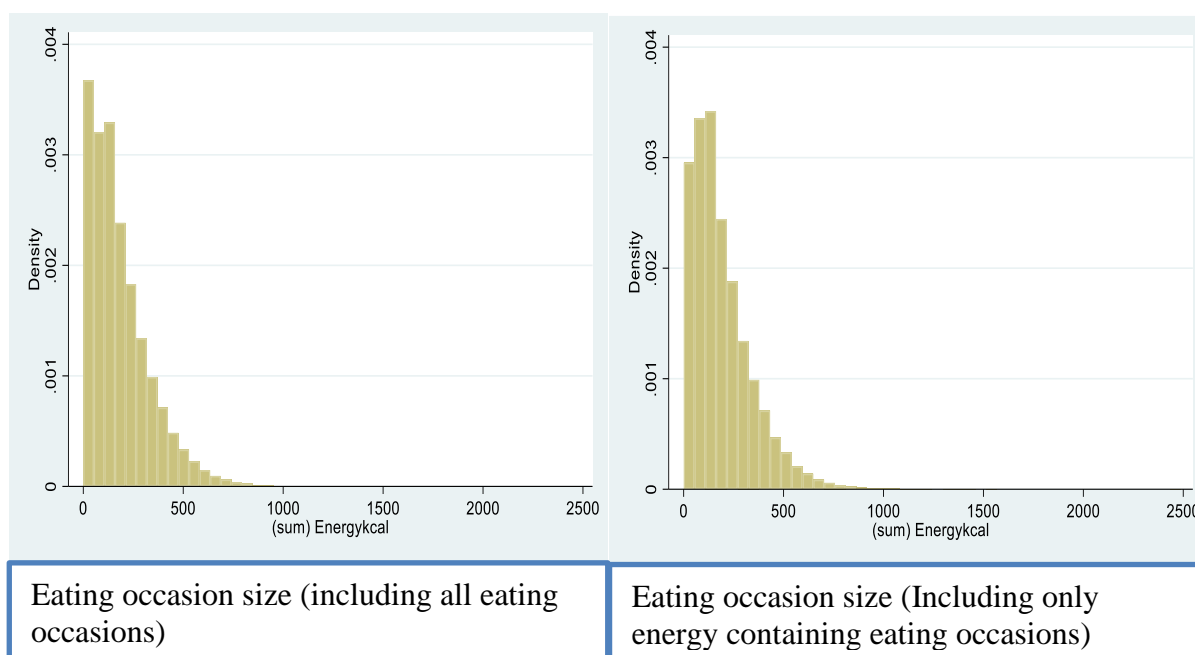 .004
.003
.002
.001
0
Density
0 500 1000 1500 2000 2500
(sum) Energykcal
Eating occasion size (including all eating
occasions)
.004
.003
.002
.001
0
Density
0 500 1000 1500 2000 2500
(sum) Energykcal
Eating occasion size (Including only
energy containing eating occasions)